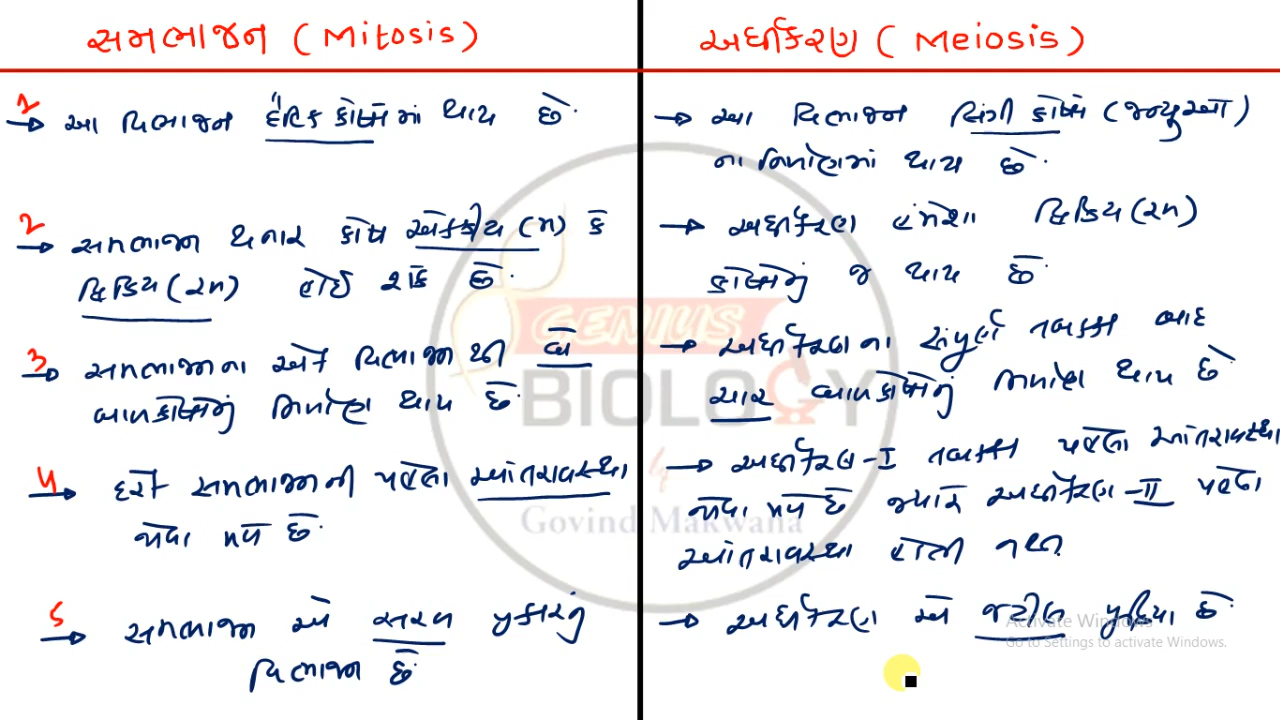 સમભાજન (Mitosis)
1
→ આ વિભાજન દૈહિક કોષોમાં થાય છે.
2
→ સમભાજન થનાર કોષ એકકીય (n) કે
દ્વિકિય (2n) હોઈ શકે છે.
3
→ સમભાજનના એક વિભાજનથી બે
બાળકોષોનું નિર્માણ થાય છે.
4
→ દરેક સમભાજનની પહેલા આંતરાવસ્થા
જોવા મળે છે.
5
→ સમભાજન એ સરળ પ્રકારનું
વિભાજન છે.
અર્ધીકરણ (Meiosis)
→ આ વિભાજન લિંગી કોષો (જન્યુઓ)
ના નિર્માણમાં થાય છે.
→ અર્ધીકરણ હંમેશા દ્વિકિય (2n)
કોષોનું જ થાય છે.
→ અર્ધીકરણના સંપૂર્ણ તબક્કા બાદ
ચાર બાળકોષોનું નિર્માણ થાય છે.
→ અર્ધીકરણ-I તબક્કા પહેલા આંતરાવસ્થા
જોવા મળે છે જ્યારે અર્ધીકરણ-II પહેલા
આંતરાવસ્થા હોતી નથી.
→ અર્ધીકરણ એ જટીલ પ્રક્રિયા છે.
GENIUS
BIOLOGY
by
Govind Makwana
Activate Windows
Go to Settings to activate Windows.